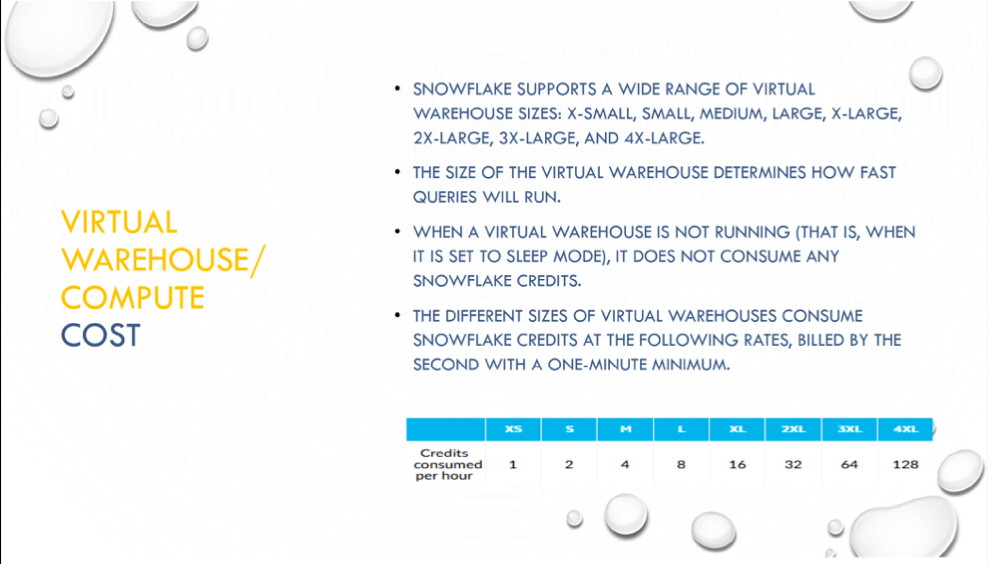 VIRTUAL
WAREHOUSE/
COMPUTE
COST
• SNOWFLAKE SUPPORTS A WIDE RANGE OF VIRTUAL
WAREHOUSE SIZES: X-SMALL, SMALL, MEDIUM, LARGE, X-LARGE,
2X-LARGE, 3X-LARGE, AND 4X-LARGE.
• THE SIZE OF THE VIRTUAL WAREHOUSE DETERMINES HOW FAST
QUERIES WILL RUN.
• WHEN A VIRTUAL WAREHOUSE IS NOT RUNNING (THAT IS, WHEN
IT IS SET TO SLEEP MODE), IT DOES NOT CONSUME ANY
SNOWFLAKE CREDITS.
• THE DIFFERENT SIZES OF VIRTUAL WAREHOUSES CONSUME
SNOWFLAKE CREDITS AT THE FOLLOWING RATES, BILLED BY THE
SECOND WITH A ONE-MINUTE MINIMUM.
XS S M L XL 2XL 3XL 4XL
Credits
consumed 1 2 4 8 16 32 64 128
per hour